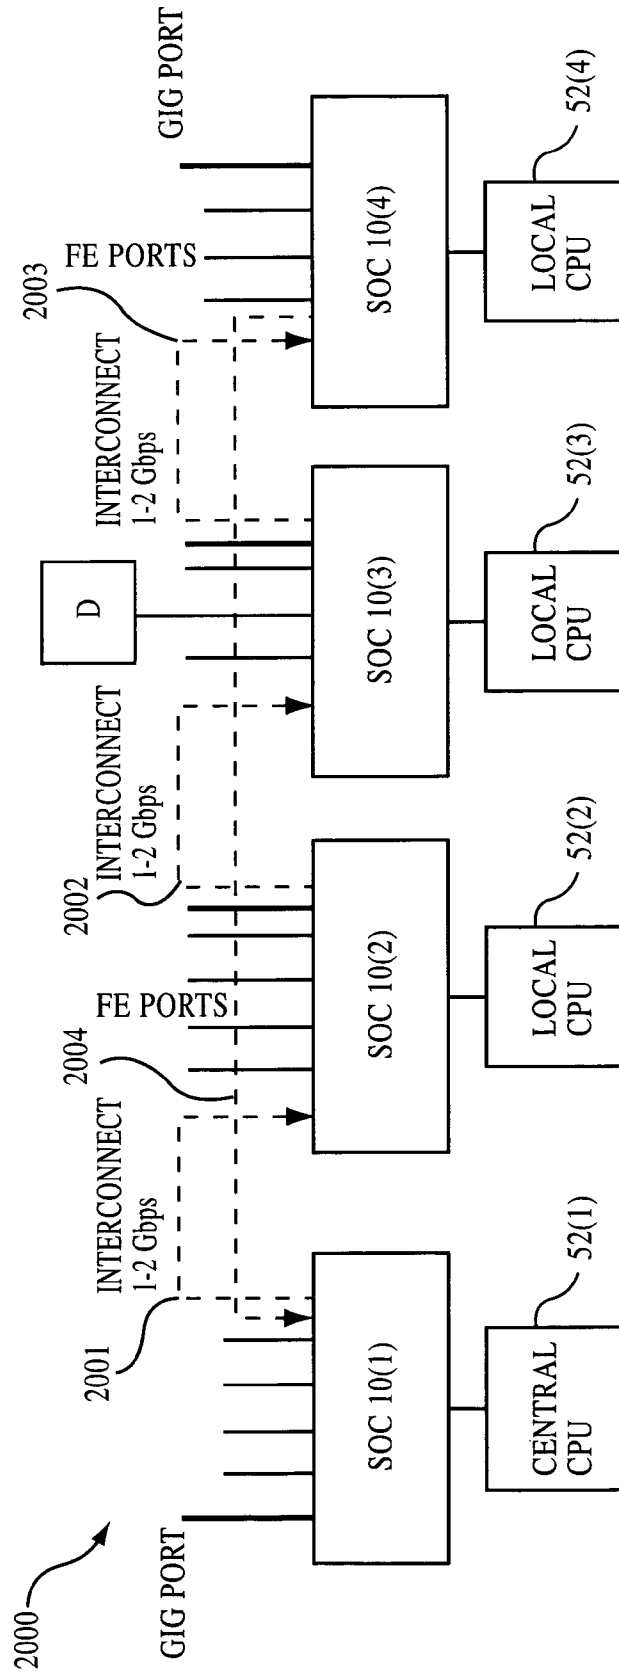 2000
GIG PORT
2001
INTERCONNECT
1-2 Gbps
2004
FE PORTS
2002
INTERCONNECT
1-2 Gbps
D
INTERCONNECT
1-2 Gbps
2003
FE PORTS
GIG PORT
SOC 10(1)
SOC 10(2)
SOC 10(3)
SOC 10(4)
CENTRAL
CPU
52(1)
LOCAL
CPU
52(2)
LOCAL
CPU
52(3)
LOCAL
CPU
52(4)